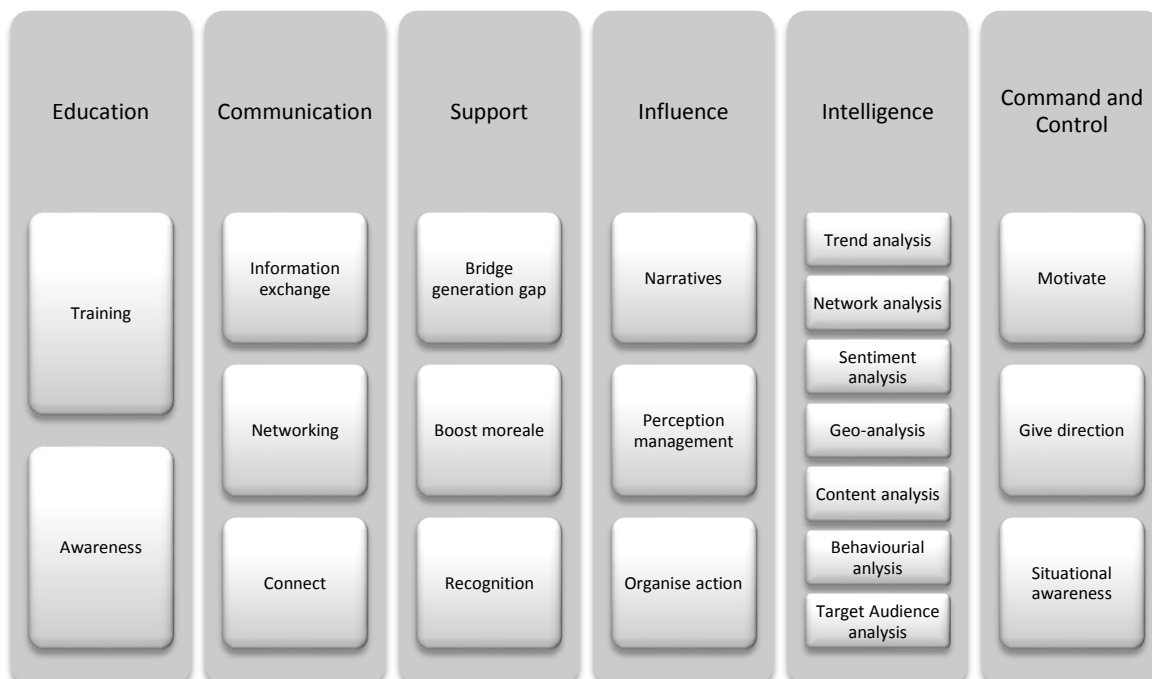 Education
Training
Awareness
Communication
Information
exchange
Networking
Connect
Support
Bridge
generation gap
Boost moreale
Recognition
Influence
Narratives
Perception
management
Organise action
Intelligence
Trend analysis
Network analysis
Sentiment
analysis
Geo-analysis
Content analysis
Behaviourial
anlysis
Target Audience
analysis
Command and
Control
Motivate
Give direction
Situational
awareness